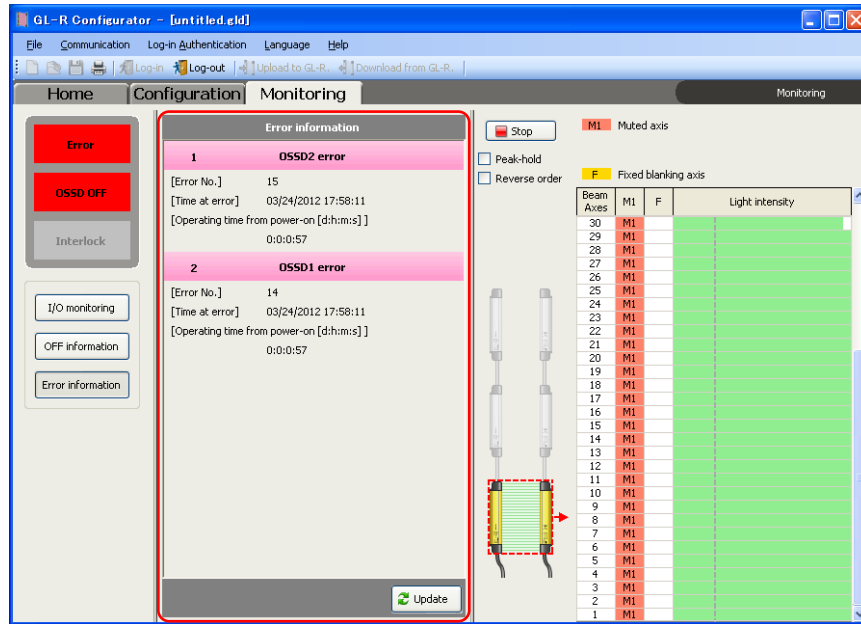 GL-R Configurator - [untitled.gld]
File Communication Log-in Authentication Language Help
Log-in Log-out Upload to GL-R. Download from GL-R.
Home Configuration Monitoring Monitoring
Error
OSSD OFF
Interlock
I/O monitoring
OFF information
Error information
Error information
1 OSSD2 error
[Error No.] 15
[Time at error] 03/24/2012 17:58:11
[Operating time from power-on [d:h:m:s] ]
0:0:0:57
2 OSSD1 error
[Error No.] 14
[Time at error] 03/24/2012 17:58:11
[Operating time from power-on [d:h:m:s] ]
0:0:0:57
Update
Stop
Peak-hold
Reverse order
M1 Muted axis
F Fixed blanking axis
Beam Axes M1 F Light intensity
30 M1
29 M1
28 M1
27 M1
26 M1
25 M1
24 M1
23 M1
22 M1
21 M1
20 M1
19 M1
18 M1
17 M1
16 M1
15 M1
14 M1
13 M1
12 M1
11 M1
10 M1
9 M1
8 M1
7 M1
6 M1
5 M1
4 M1
3 M1
2 M1
1 M1